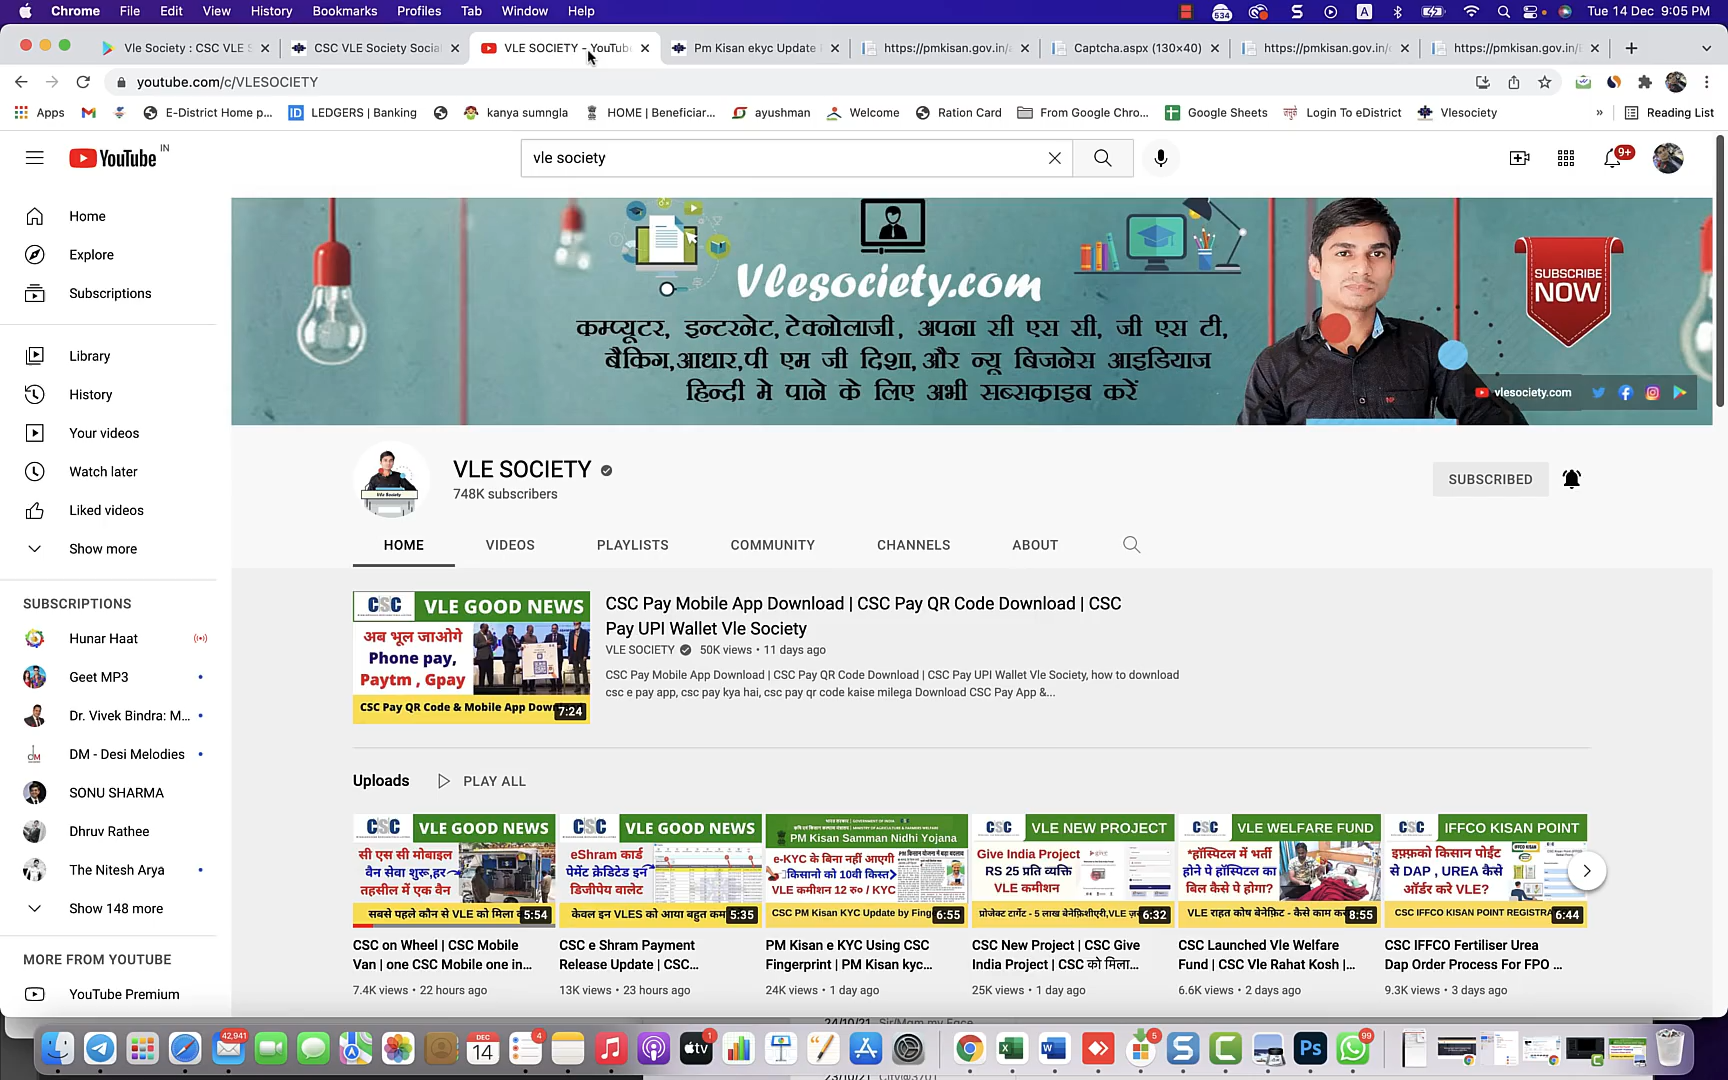 Chrome File Edit View History Bookmarks Profiles Tab Window Help
534
Tue 14 Dec 9:05 PM
Vle Society : CSC VLE S
CSC VLE Society Social
VLE SOCIETY - YouTube
Pm Kisan ekyc Update
https://pmkisan.gov.in/
Captcha.aspx (130×40)
https://pmkisan.gov.in/
https://pmkisan.gov.in/
youtube.com/c/VLESOCIETY
Apps
E-District Home p...
LEDGERS | Banking
kanya sumngla
HOME | Beneficiar...
ayushman
Welcome
Ration Card
From Google Chro...
Google Sheets
Login To eDistrict
Vlesociety
»
Reading List
YouTube IN
vle society
9+
Home
Explore
Subscriptions
Library
History
Your videos
Watch later
Liked videos
Show more
SUBSCRIPTIONS
Hunar Haat
Geet MP3
Dr. Vivek Bindra: M...
DM - Desi Melodies
SONU SHARMA
Dhruv Rathee
The Nitesh Arya
Show 148 more
MORE FROM YOUTUBE
YouTube Premium
Vlesociety.com
कम्प्यूटर, इन्टरनेट,टेक्नोलाजी, अपना सी एस सी, जी एस टी,
बैकिग,आधार,पी एम जी दिशा,और न्यू बिजनेस आइडियाज
हिन्दी मे पाने के लिए अभी सब्सक्राइब करें
SUBSCRIBE
NOW
vlesociety.com
Vle Society
VLE SOCIETY
748K subscribers
SUBSCRIBED
HOME VIDEOS PLAYLISTS COMMUNITY CHANNELS ABOUT
CSC VLE GOOD NEWS
अब भूल जाओगे
Phone pay,
Paytm , Gpay
CSC Pay QR Code & Mobile App Dow
7:24
CSC Pay Mobile App Download | CSC Pay QR Code Download | CSC
Pay UPI Wallet Vle Society
VLE SOCIETY 50K views • 11 days ago
CSC Pay Mobile App Download | CSC Pay QR Code Download | CSC Pay UPI Wallet Vle Society, how to download
csc e pay app, csc pay kya hai, csc pay qr code kaise milega Download CSC Pay App &...
Uploads PLAY ALL
CSC VLE GOOD NEWS
सी एस सी मोबाइल
वैन सेवा शुरू,हर
तहसील में एक वैन
सबसे पहले कौन से VLE को मिला
5:54
CSC on Wheel | CSC Mobile
Van | one CSC Mobile one in...
7.4K views • 22 hours ago
CSC VLE GOOD NEWS
eShram कार्ड
पेमेंट क्रेडिटेड इन
डिजीपेय वालेट
केवल इन VLES को आया बहुत कम
5:35
CSC e Shram Payment
Release Update | CSC...
13K views • 23 hours ago
PM Kisan Samman Nidhi Yojana
e-KYC के बिना नहीं आएगी
किसानो को 10वी किस्त
VLE कमीशन 12 रु० / KYC
CSC PM Kisan KYC Update by Fing
6:55
PM Kisan e KYC Using CSC
Fingerprint | PM Kisan kyc...
24K views • 1 day ago
CSC VLE NEW PROJECT
Give India Project
RS 25 प्रति व्यक्ति
VLE कमीशन
प्रोजेक्ट टार्गेट - 5 लाख बेनेफ़िशीएरी,VLE
6:32
CSC New Project | CSC Give
India Project | CSC को मिला...
25K views • 1 day ago
CSC VLE WELFARE FUND
*हॉस्पिटल में भर्ती
होने पे हॉस्पिटल का
बिल कैसे पे होगा?
VLE राहत कोष बेनेफ़िट - कैसे काम कर
8:55
CSC Launched Vle Welfare
Fund | CSC Vle Rahat Kosh |...
6.6K views • 2 days ago
CSC IFFCO KISAN POINT
इफ़्फ़को किसान पोईंट
से DAP , UREA कैसे
ऑर्डर करे VLE?
CSC IFFCO KISAN POINT REGISTRA
6:44
CSC IFFCO Fertiliser Urea
Dap Order Process For FPO ...
9.3K views • 3 days ago
42,941
DEC
14
4
1
tv
5
Ps
99